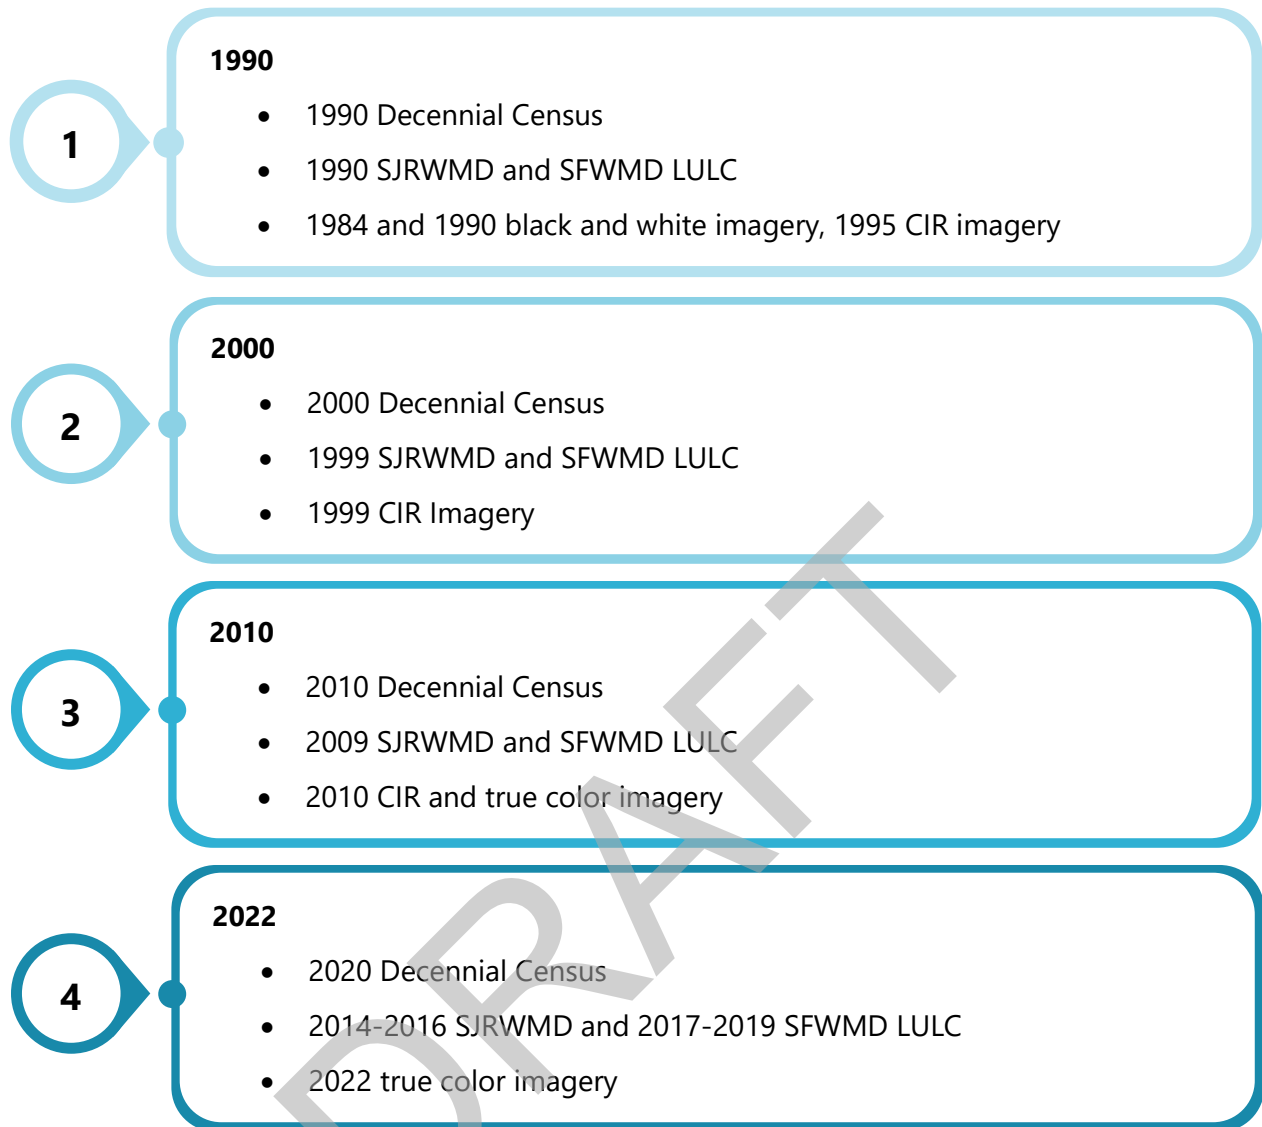 1
1990
• 1990 Decennial Census
• 1990 SJRWMD and SFWMD LULC
• 1984 and 1990 black and white imagery, 1995 CIR imagery
2
2000
• 2000 Decennial Census
• 1999 SJRWMD and SFWMD LULC
• 1999 CIR Imagery
3
2010
• 2010 Decennial Census
• 2009 SJRWMD and SFWMD LULC
• 2010 CIR and true color imagery
4
2022
• 2020 Decennial Census
• 2014-2016 SJRWMD and 2017-2019 SFWMD LULC
• 2022 true color imagery
DRAFT